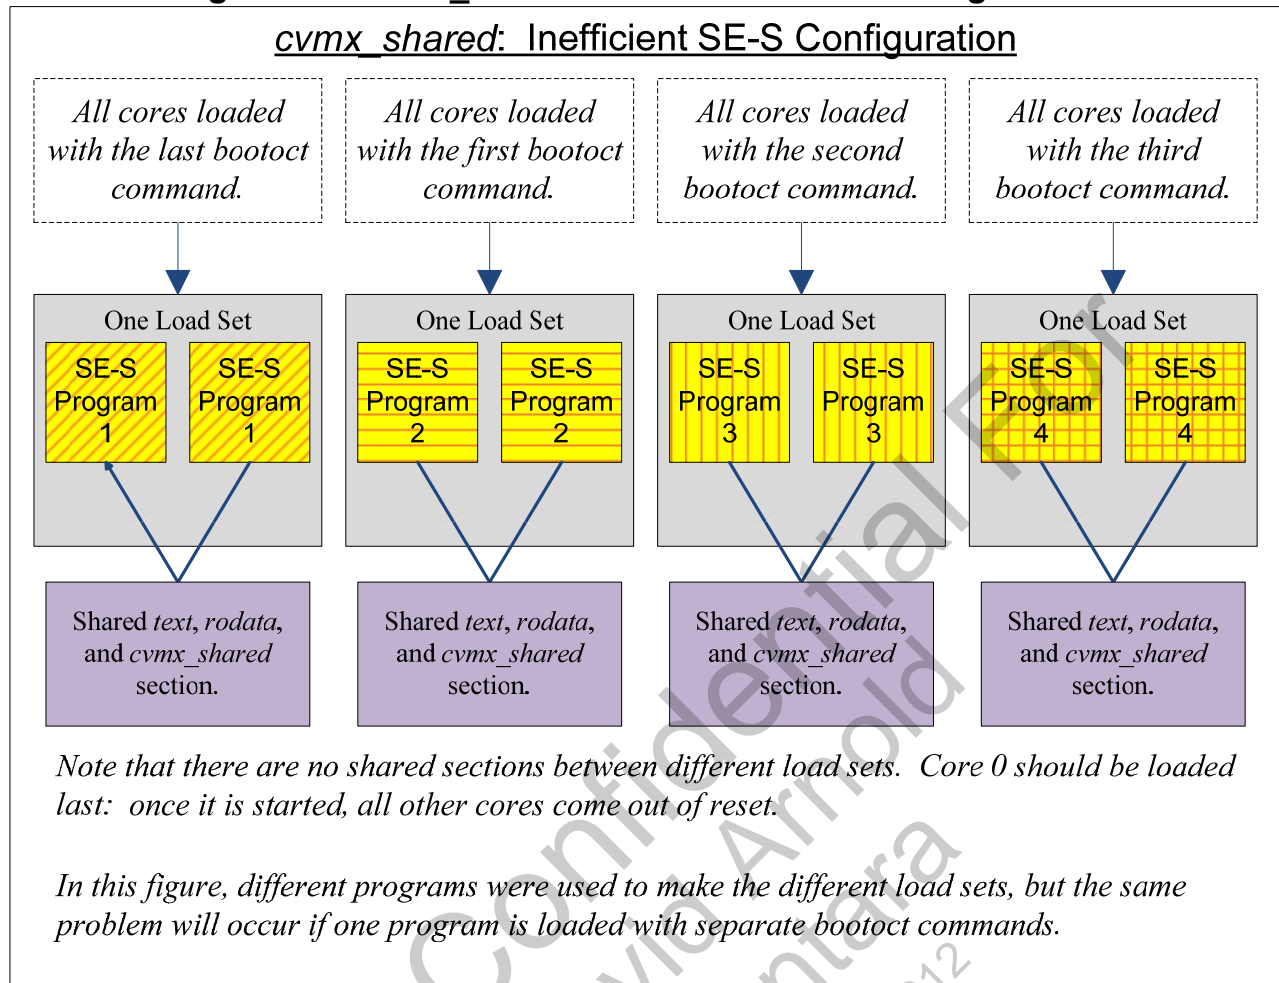 cvmx_shared: Inefficient SE-S Configuration
All cores loaded
with the last bootoct
command.
All cores loaded
with the first bootoct
command.
All cores loaded
with the second
bootoct command.
All cores loaded
with the third
bootoct command.
One Load Set
SE-S
Program
1
SE-S
Program
1
One Load Set
SE-S
Program
2
SE-S
Program
2
One Load Set
SE-S
Program
3
SE-S
Program
3
One Load Set
SE-S
Program
4
SE-S
Program
4
Shared text, rodata,
and cvmx_shared
section.
Shared text, rodata,
and cvmx_shared
section.
Shared text, rodata,
and cvmx_shared
section.
Shared text, rodata,
and cvmx_shared
section.
Note that there are no shared sections between different load sets. Core 0 should be loaded
last: once it is started, all other cores come out of reset.
In this figure, different programs were used to make the different load sets, but the same
problem will occur if one program is loaded with separate bootoct commands.
Confidential For
Arnold